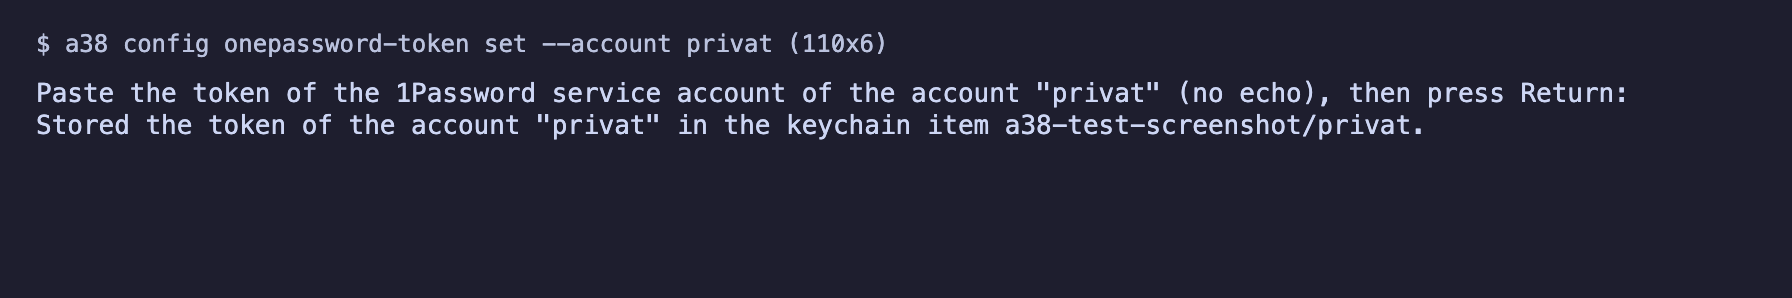 $ a38 config onepassword-token set --account privat (110x6)
Paste the token of the 1Password service account of the account "privat" (no echo), then press Return:
Stored the token of the account "privat" in the keychain item a38-test-screenshot/privat.